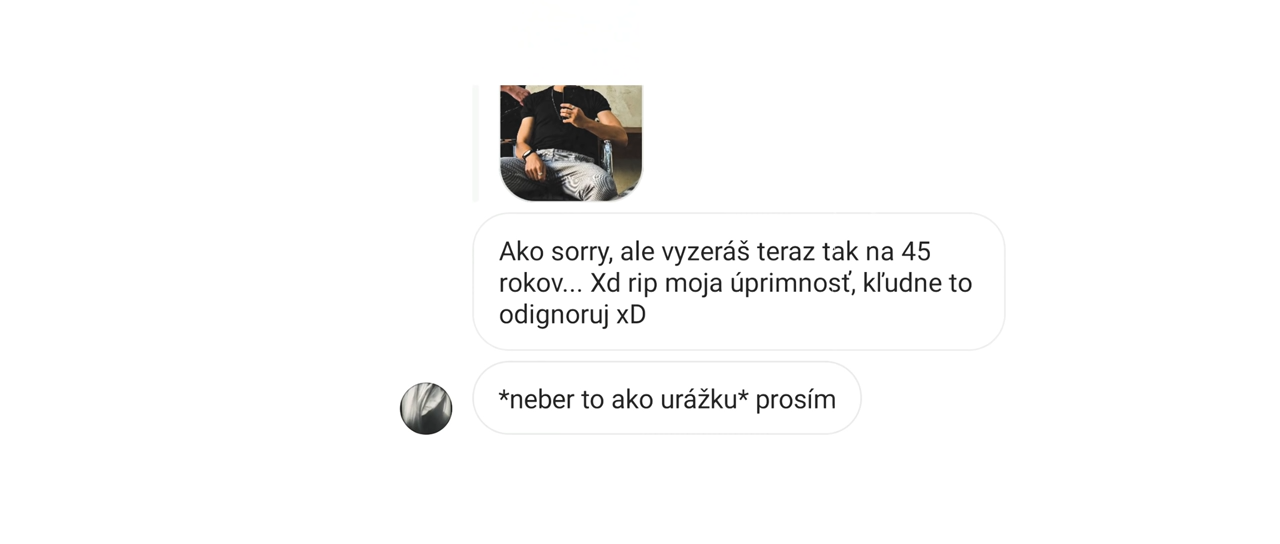 Ako sorry, ale vyzeráš teraz tak na 45
rokov... Xd rip moja úprimnosť, kľudne to
odignoruj xD
*neber to ako urážku* prosím